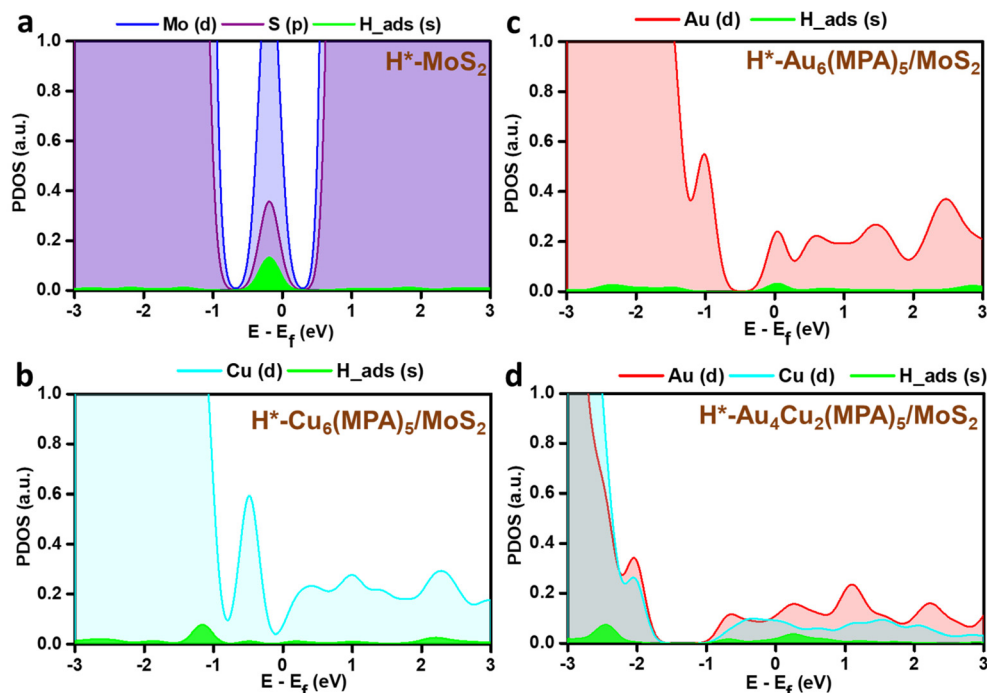 a
Mo (d) S (p) H_ads (s)
H*-MoS₂
1.0
0.8
0.6
0.4
0.2
0.0
PDOS (a.u.)
-3 -2 -1 0 1 2 3
E - E_f (eV)
c
Au (d) H_ads (s)
H*-Au₆(MPA)₅/MoS₂
1.0
0.8
0.6
0.4
0.2
0.0
PDOS (a.u.)
-3 -2 -1 0 1 2 3
E - E_f (eV)
b
Cu (d) H_ads (s)
H*-Cu₆(MPA)₅/MoS₂
1.0
0.8
0.6
0.4
0.2
0.0
PDOS (a.u.)
-3 -2 -1 0 1 2 3
E - E_f (eV)
d
Au (d) Cu (d) H_ads (s)
H*-Au₄Cu₂(MPA)₅/MoS₂
1.0
0.8
0.6
0.4
0.2
0.0
PDOS (a.u.)
-3 -2 -1 0 1 2 3
E - E_f (eV)